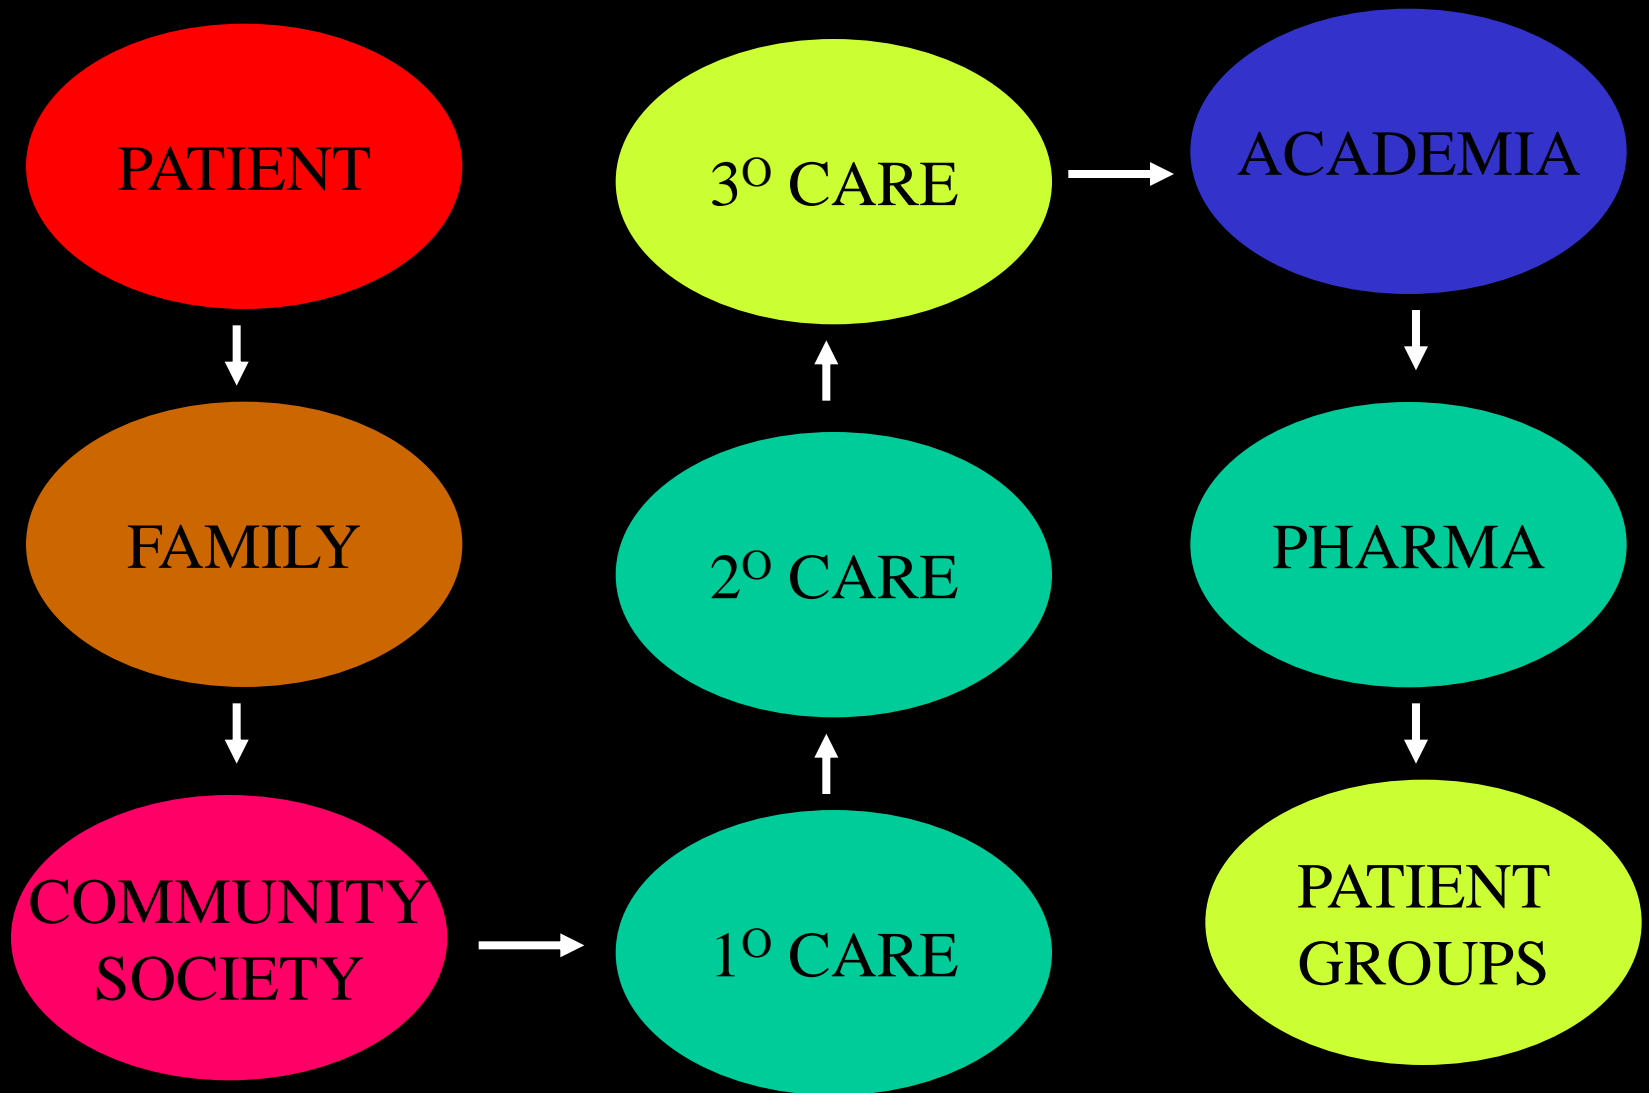 PATIENT
FAMILY
COMMUNITY
SOCIETY
1º CARE
2º CARE
3º CARE
ACADEMIA
PHARMA
PATIENT
GROUPS